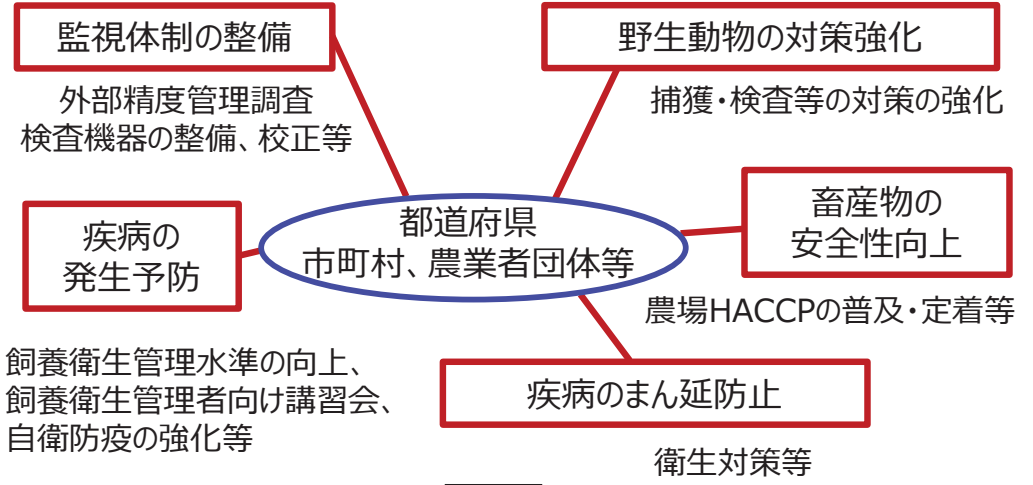 監視体制の整備
外部精度管理調査
検査機器の整備、校正等
野生動物の対策強化
捕獲・検査等の対策の強化
都道府県
市町村、農業者団体等
疾病の
発生予防
飼養衛生管理水準の向上、
飼養衛生管理者向け講習会、
自衛防疫の強化等
畜産物の
安全性向上
農場HACCPの普及・定着等
疾病のまん延防止
衛生対策等